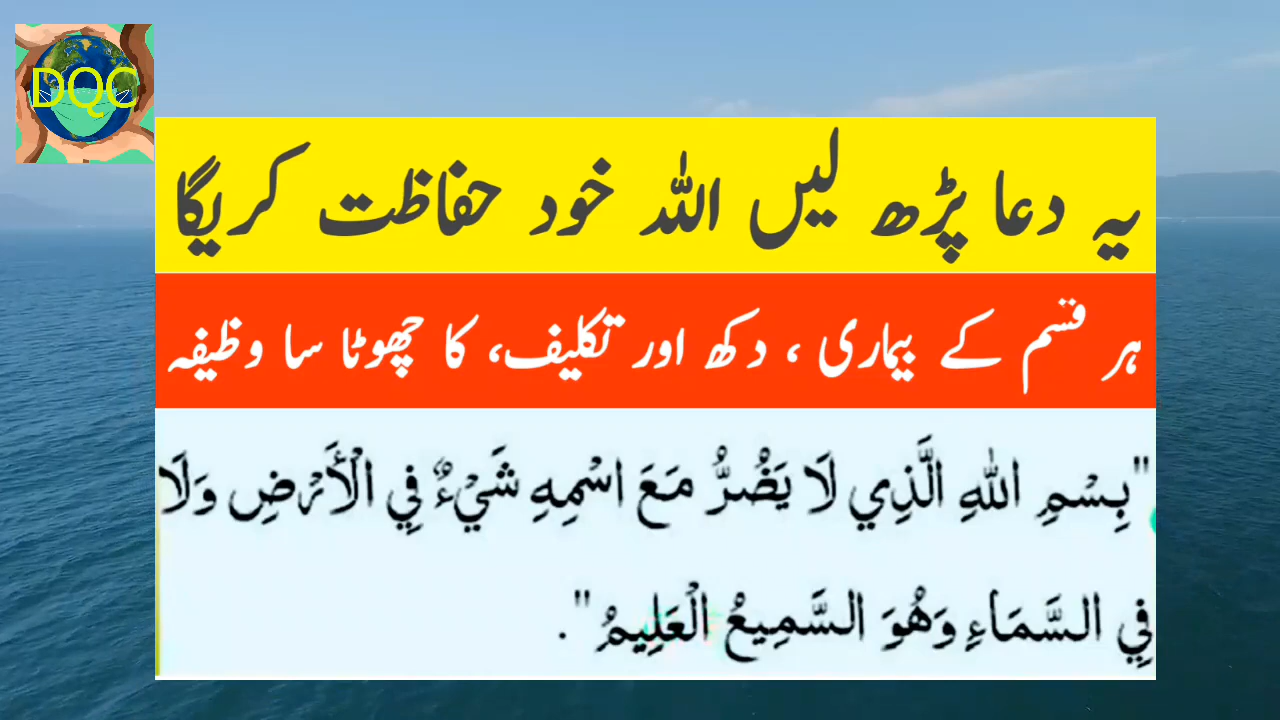 DQC
یہ دعا پڑھ لیں اللہ خود حفاظت کریگا
ہر قسم کے بیماری ، دکھ اور تکلیف، کا چھوٹا سا وظیفہ
"بِسْمِ اللهِ الَّذِي لَا يَضُرُّ مَعَ اسْمِهِ شَيْءٌ فِي الْأَرْضِ وَلَا
فِي السَّمَاءِ وَهُوَ السَّمِيعُ الْعَلِيمُ".